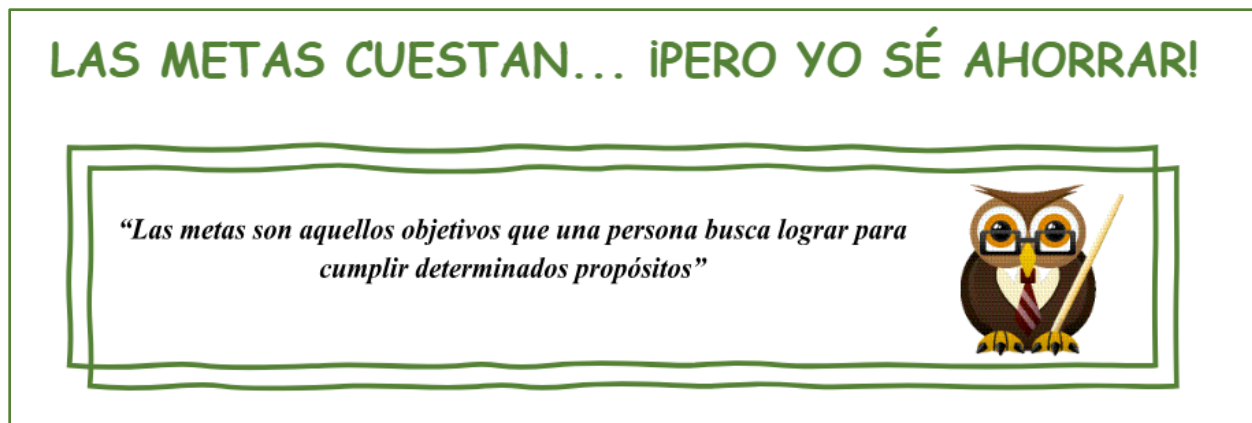 LAS METAS CUESTAN... ¡PERO YO SÉ AHORRAR!
“Las metas son aquellos objetivos que una persona busca lograr para
cumplir determinados propósitos”